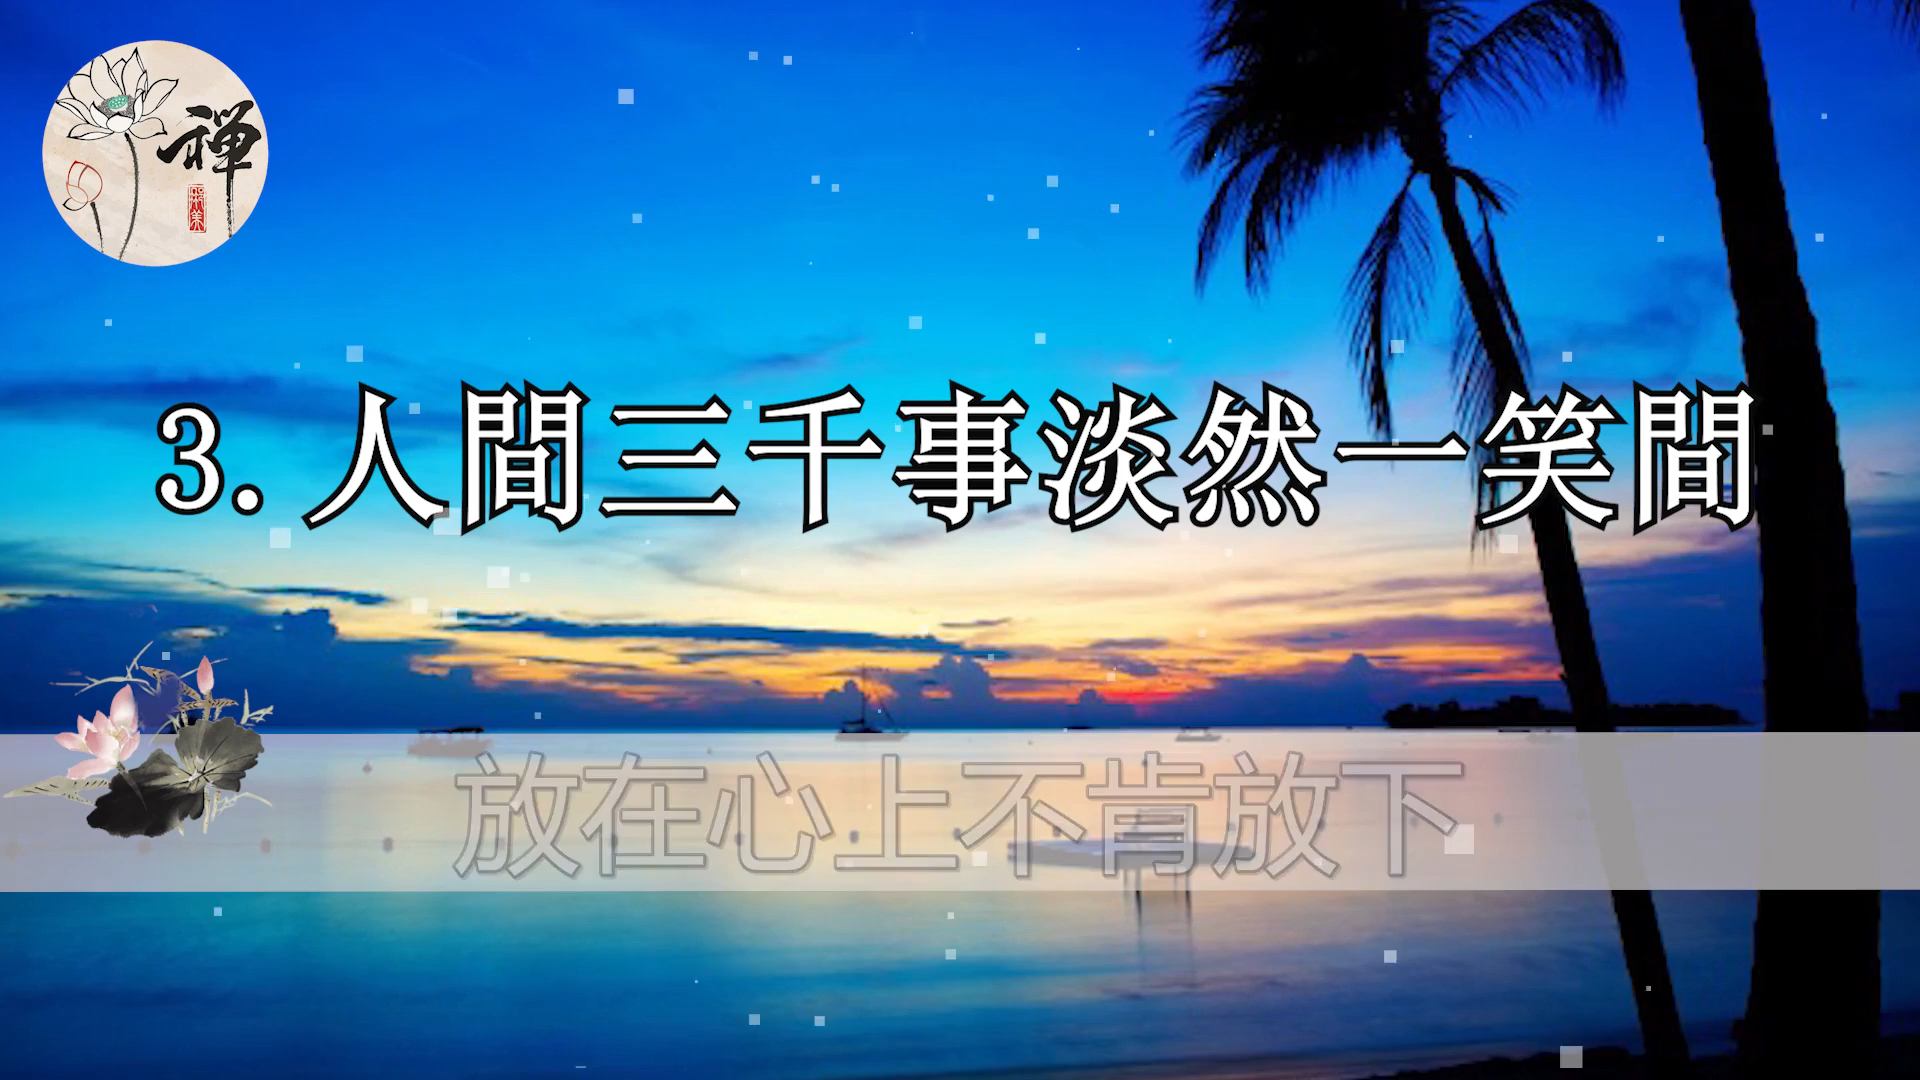 禅
3. 人間三千事淡然一笑間
放在心上不肯放下